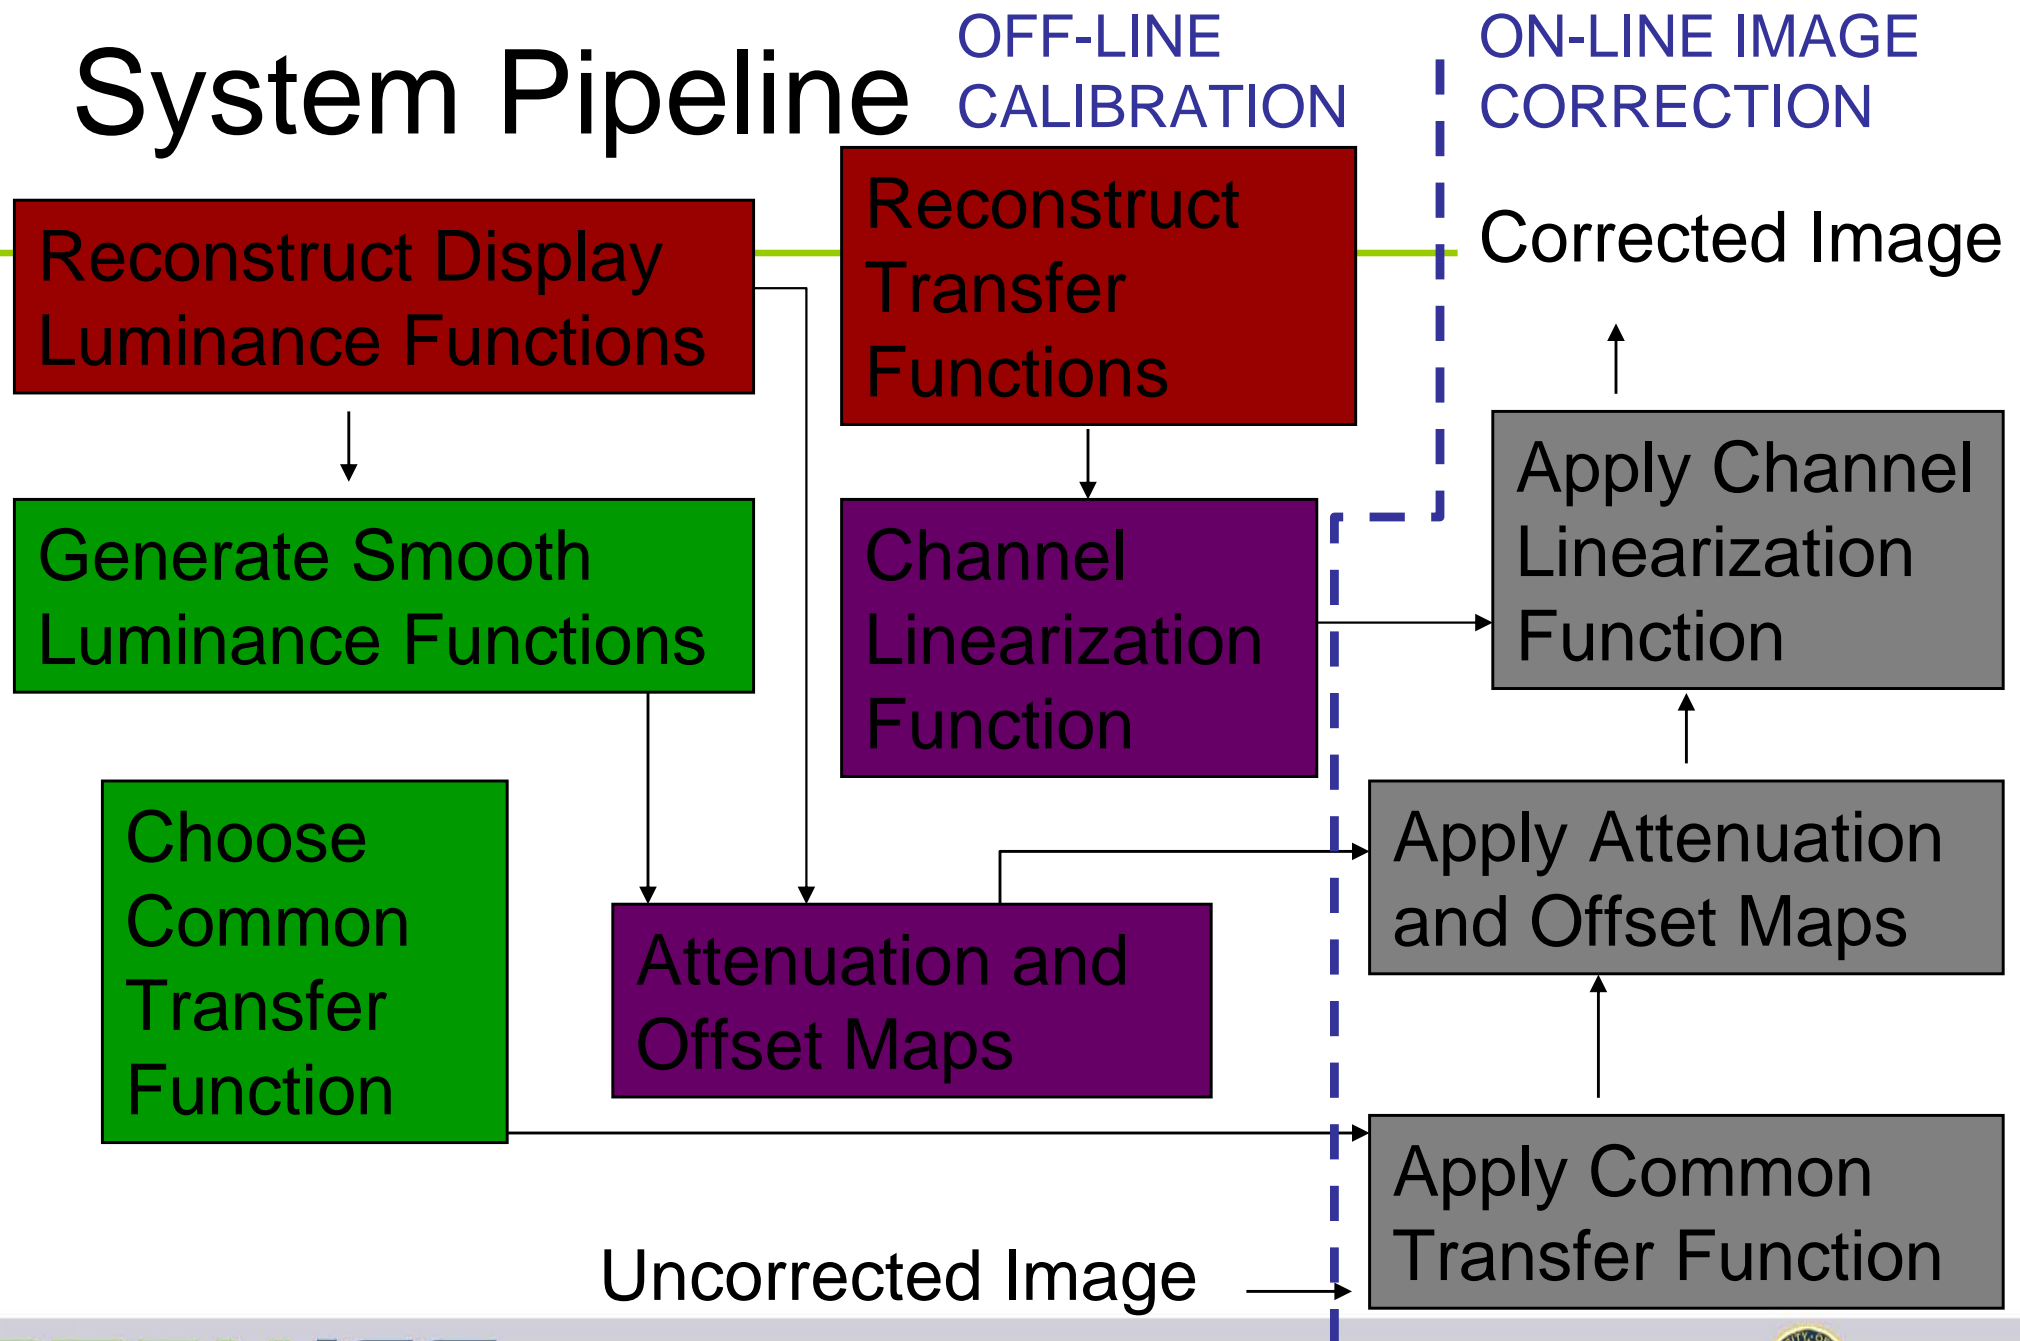 System Pipeline
OFF-LINE
CALIBRATION
ON-LINE IMAGE
CORRECTION
Reconstruct Display
Luminance Functions
Reconstruct
Transfer
Functions
Corrected Image
Generate Smooth
Luminance Functions
Channel
Linearization
Function
Apply Channel
Linearization
Function
Choose
Common
Transfer
Function
Attenuation and
Offset Maps
Apply Attenuation
and Offset Maps
Apply Common
Transfer Function
Uncorrected Image